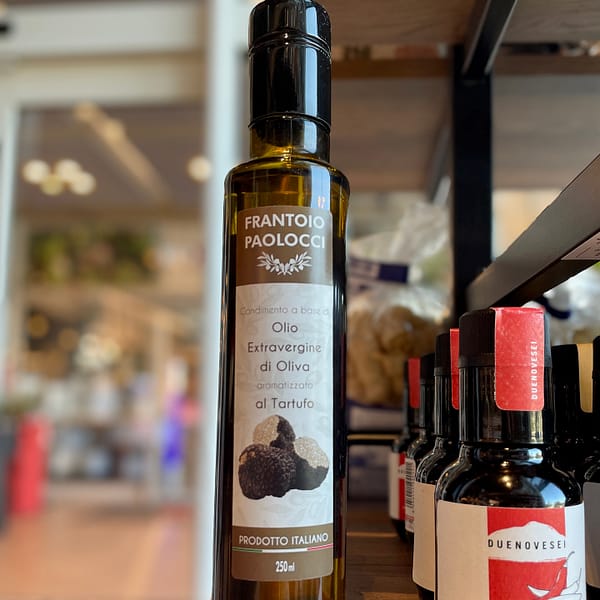 FRANTOIO
PAOLOCCI
Condimento a base di
Olio
Extravergine
di Oliva
aromatizzato
al Tartufo
PRODOTTO ITALIANO
250 ml
DUENOVESEI
DUENOVESEI